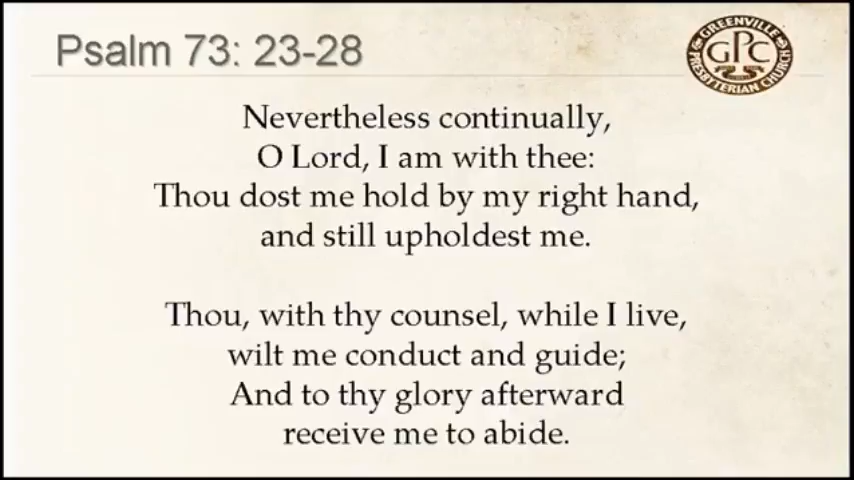 Psalm 73: 23-28
GREENVILLE
GPC
PRESBYTERIAN CHURCH
Nevertheless continually,
O Lord, I am with thee:
Thou dost me hold by my right hand,
and still upholdest me.
Thou, with thy counsel, while I live,
wilt me conduct and guide;
And to thy glory afterward
receive me to abide.